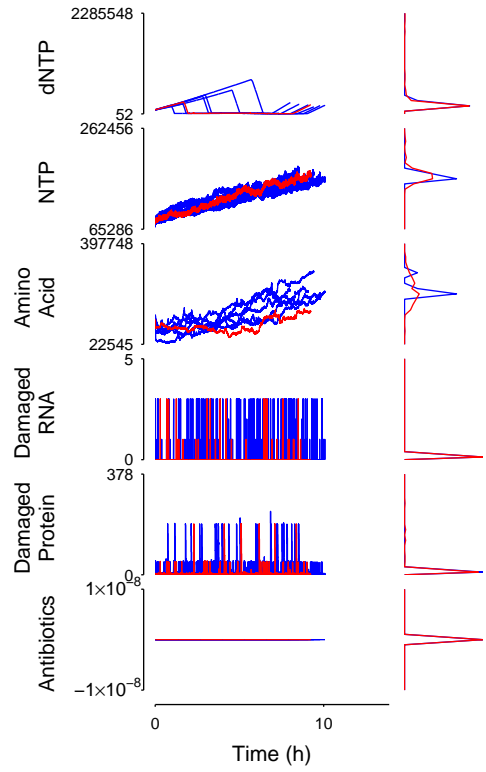 2285548
dNTP
52
262456
NTP
65286
397748
Amino
Acid
22545
5
Damaged
RNA
0
378
Damaged
Protein
0
1×10⁻⁸
Antibiotics
−1×10⁻⁸
0 10
Time (h)